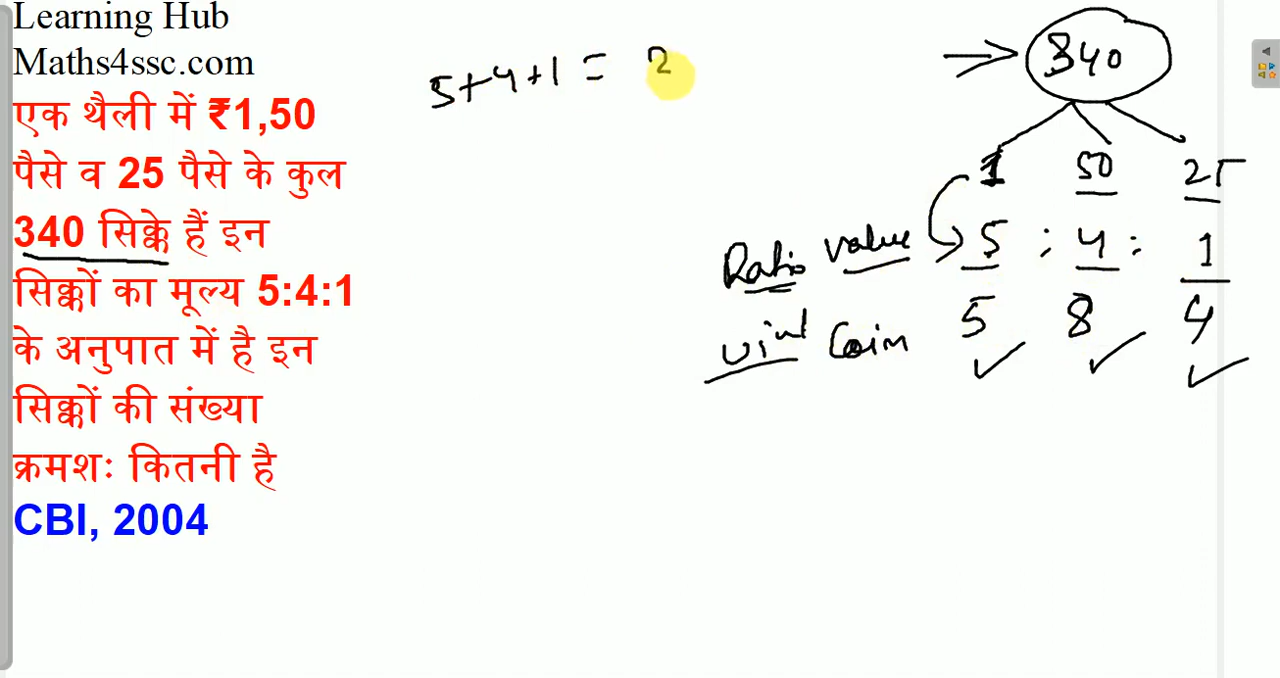 Learning Hub
Maths4ssc.com
एक थैली में ₹1,50
पैसे व 25 पैसे के कुल
340 सिक्के हैं इन
सिक्कों का मूल्य 5:4:1
के अनुपात में है इन
सिक्कों की संख्या
क्रमशः कितनी है
CBI, 2004
5+4+1 = 2
340
1 50 25
Ratio value 5 : 4 : 1
Coin 5 8 4